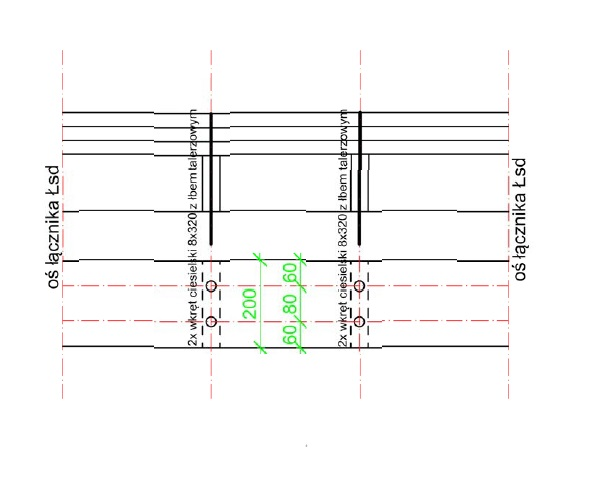 oś łącznika Łsd
2x wkręt ciesielski 8x320 z łbem talerzowym
2x wkręt ciesielski 8x320 z łbem talerzowym
oś łącznika Łsd
200
60
80
60